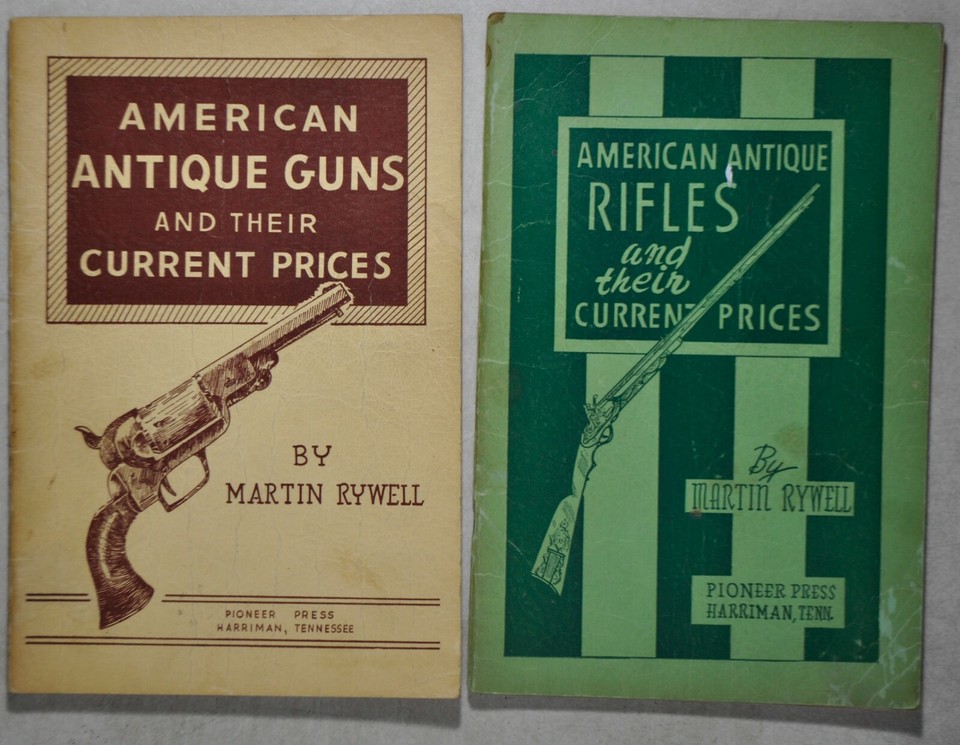 AMERICAN
ANTIQUE GUNS
AND THEIR
CURRENT PRICES
BY
MARTIN RYWELL
PIONEER PRESS
HARRIMAN, TENNESSEE
AMERICAN ANTIQUE
RIFLES
and
their
CURRENT PRICES
By
MARTIN RYWELL
PIONEER PRESS
HARRIMAN, TENN.